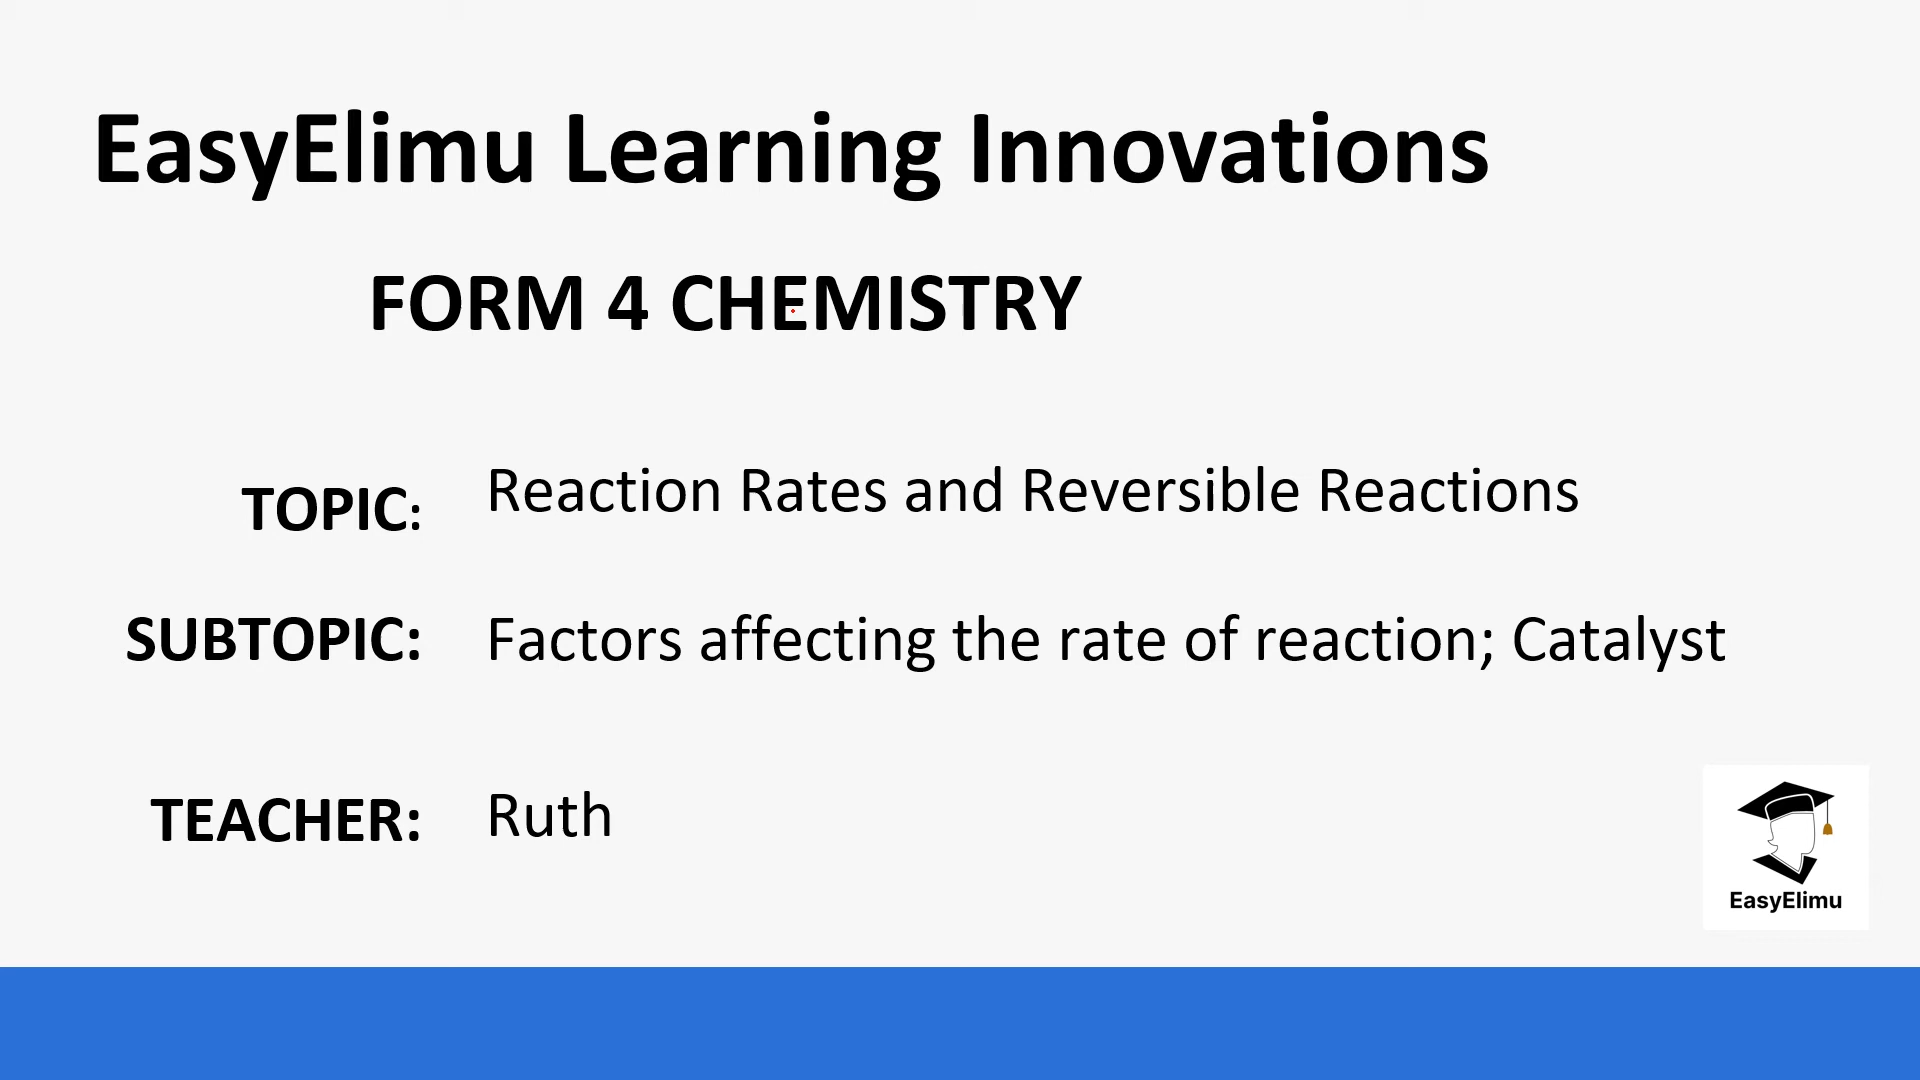 EasyElimu Learning Innovations
FORM 4 CHEMISTRY
TOPIC: Reaction Rates and Reversible Reactions
SUBTOPIC: Factors affecting the rate of reaction; Catalyst
TEACHER: Ruth
EasyElimu